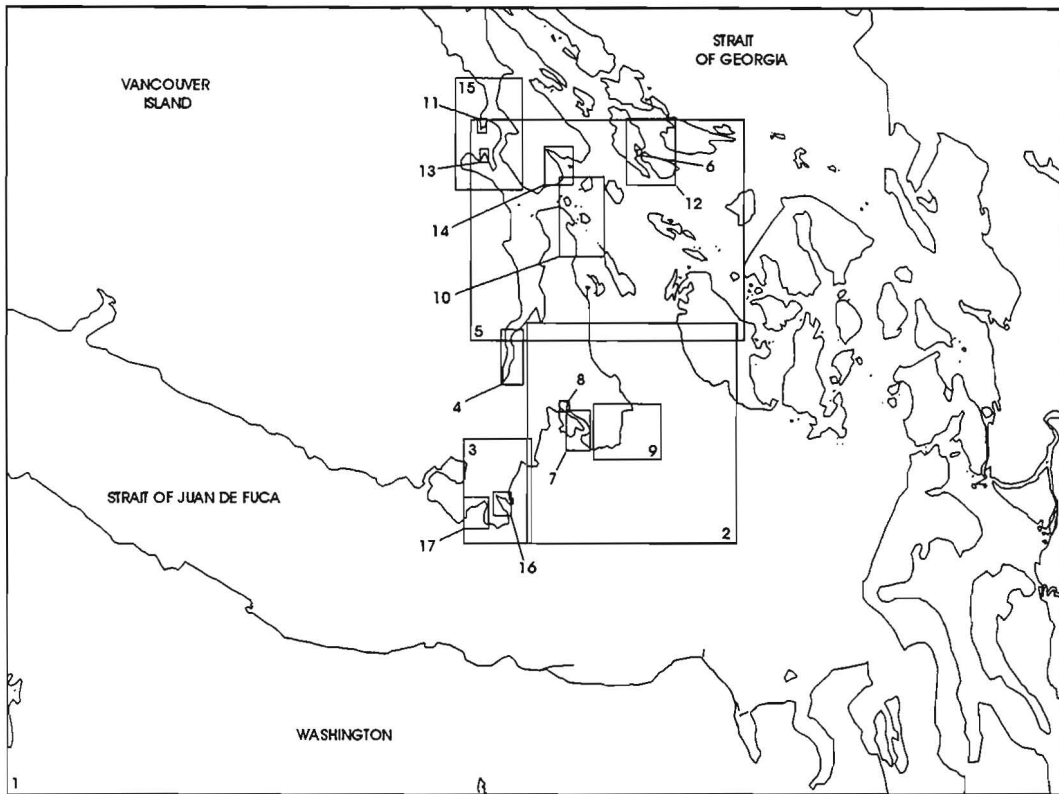 STRAIT
OF GEORGIA
VANCOUVER
ISLAND
15
11
13
6
14
12
10
5
4
8
3
7
9
STRAIT OF JUAN DE FUCA
2
17
16
WASHINGTON
1